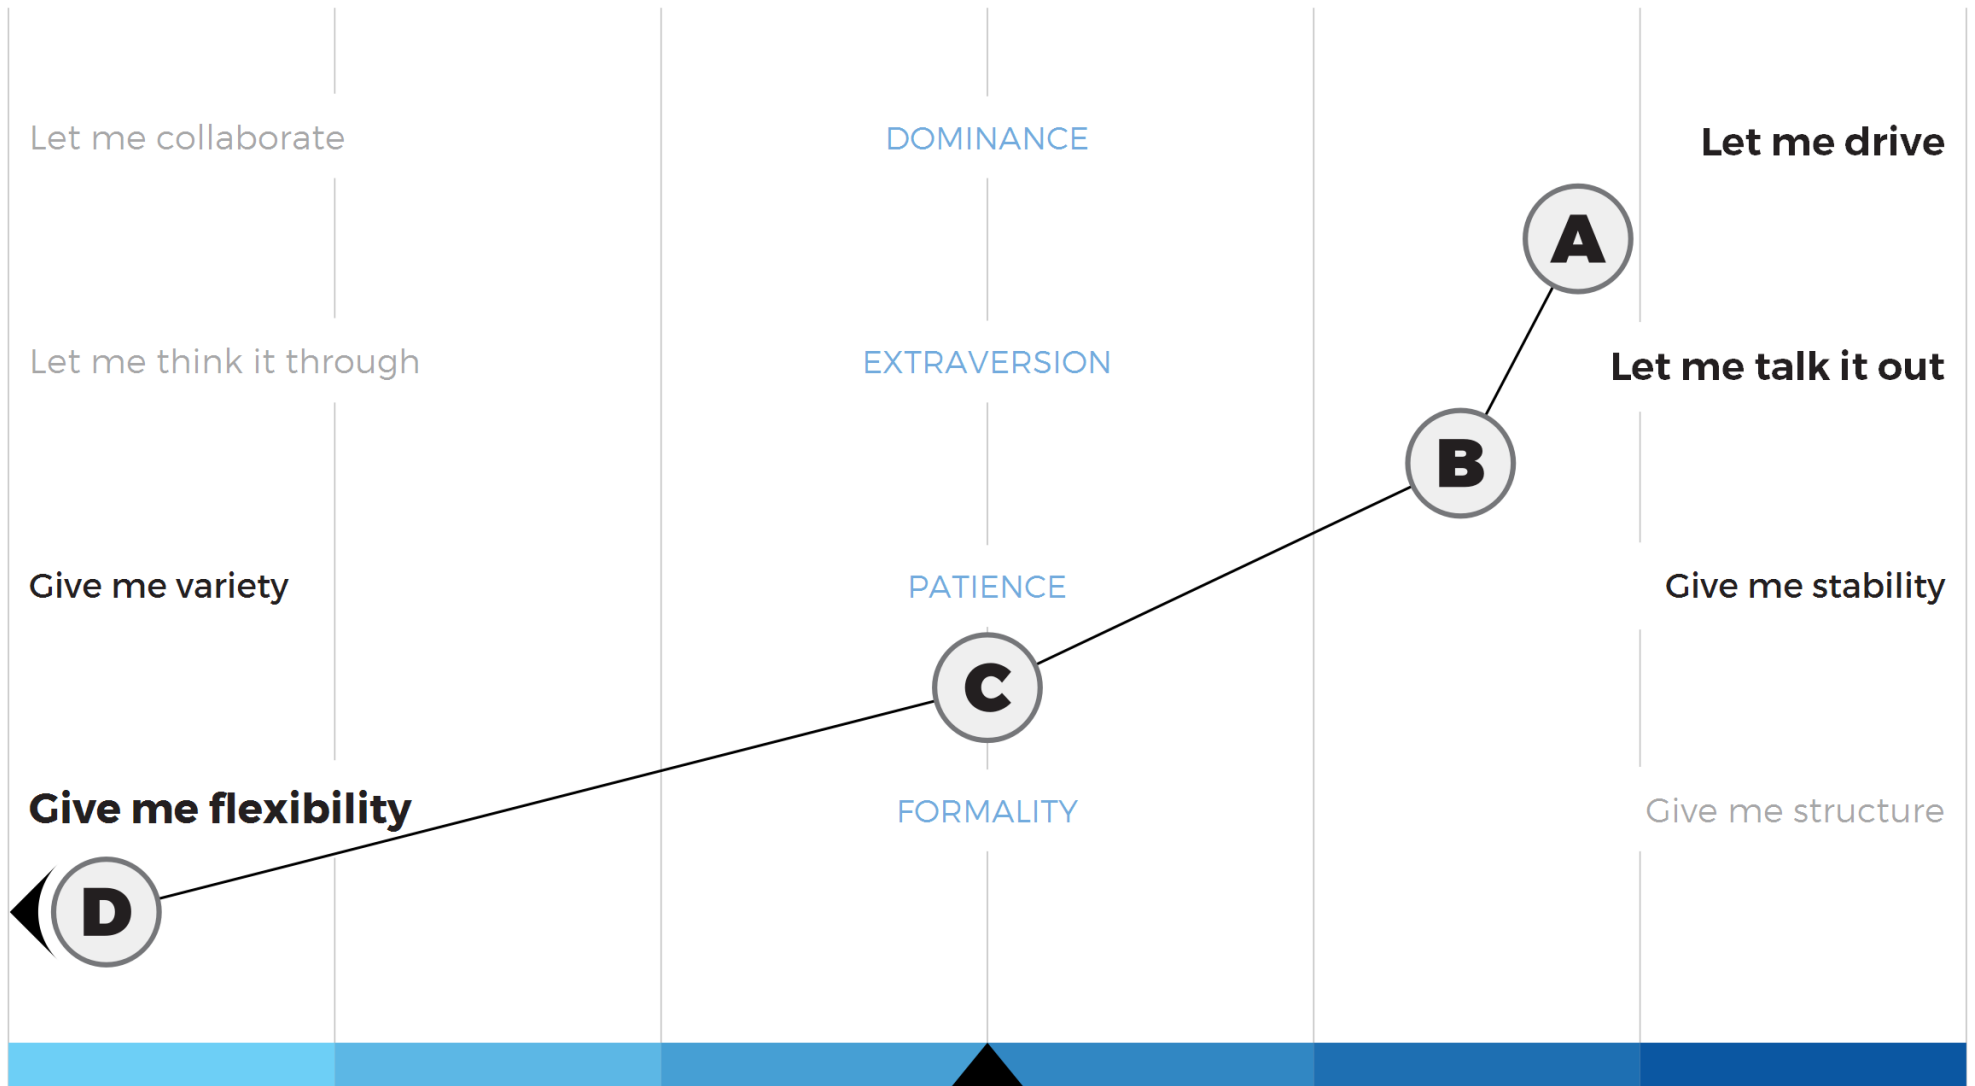 Let me collaborate
DOMINANCE
Let me drive
A
Let me think it through
EXTRAVERSION
Let me talk it out
B
Give me variety
PATIENCE
Give me stability
C
Give me flexibility
FORMALITY
Give me structure
D